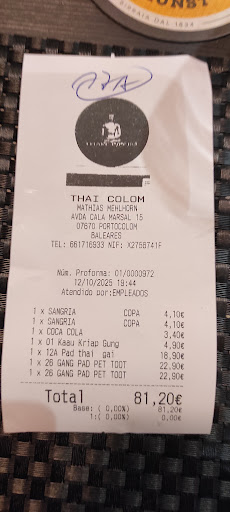 THAI COLOM
MATHIAS MEHLHORN
AVDA CALA MARSAL 15
07670 PORTOCOLOM
BALEARES
TEL: 661716933 NIF: X2756741F
Núm. Proforma: 01/0000972
12/10/2025 19:44
Atendido por:EMPLEADOS
1 x SANGRIA COPA 4,10€
1 x SANGRIA COPA 4,10€
1 x COCA COLA 3,40€
1 x 01 Kaau Kriap Gung 4,90€
1 x 12A Pad thai gai 18,90€
1 x 26 GANG PAD PET TOOT 22,90€
1 x 26 GANG PAD PET TOOT 22,90€
Total 81,20€
Base: ( 0,00%) 81,20€
1:( 0,00%) 0,00€